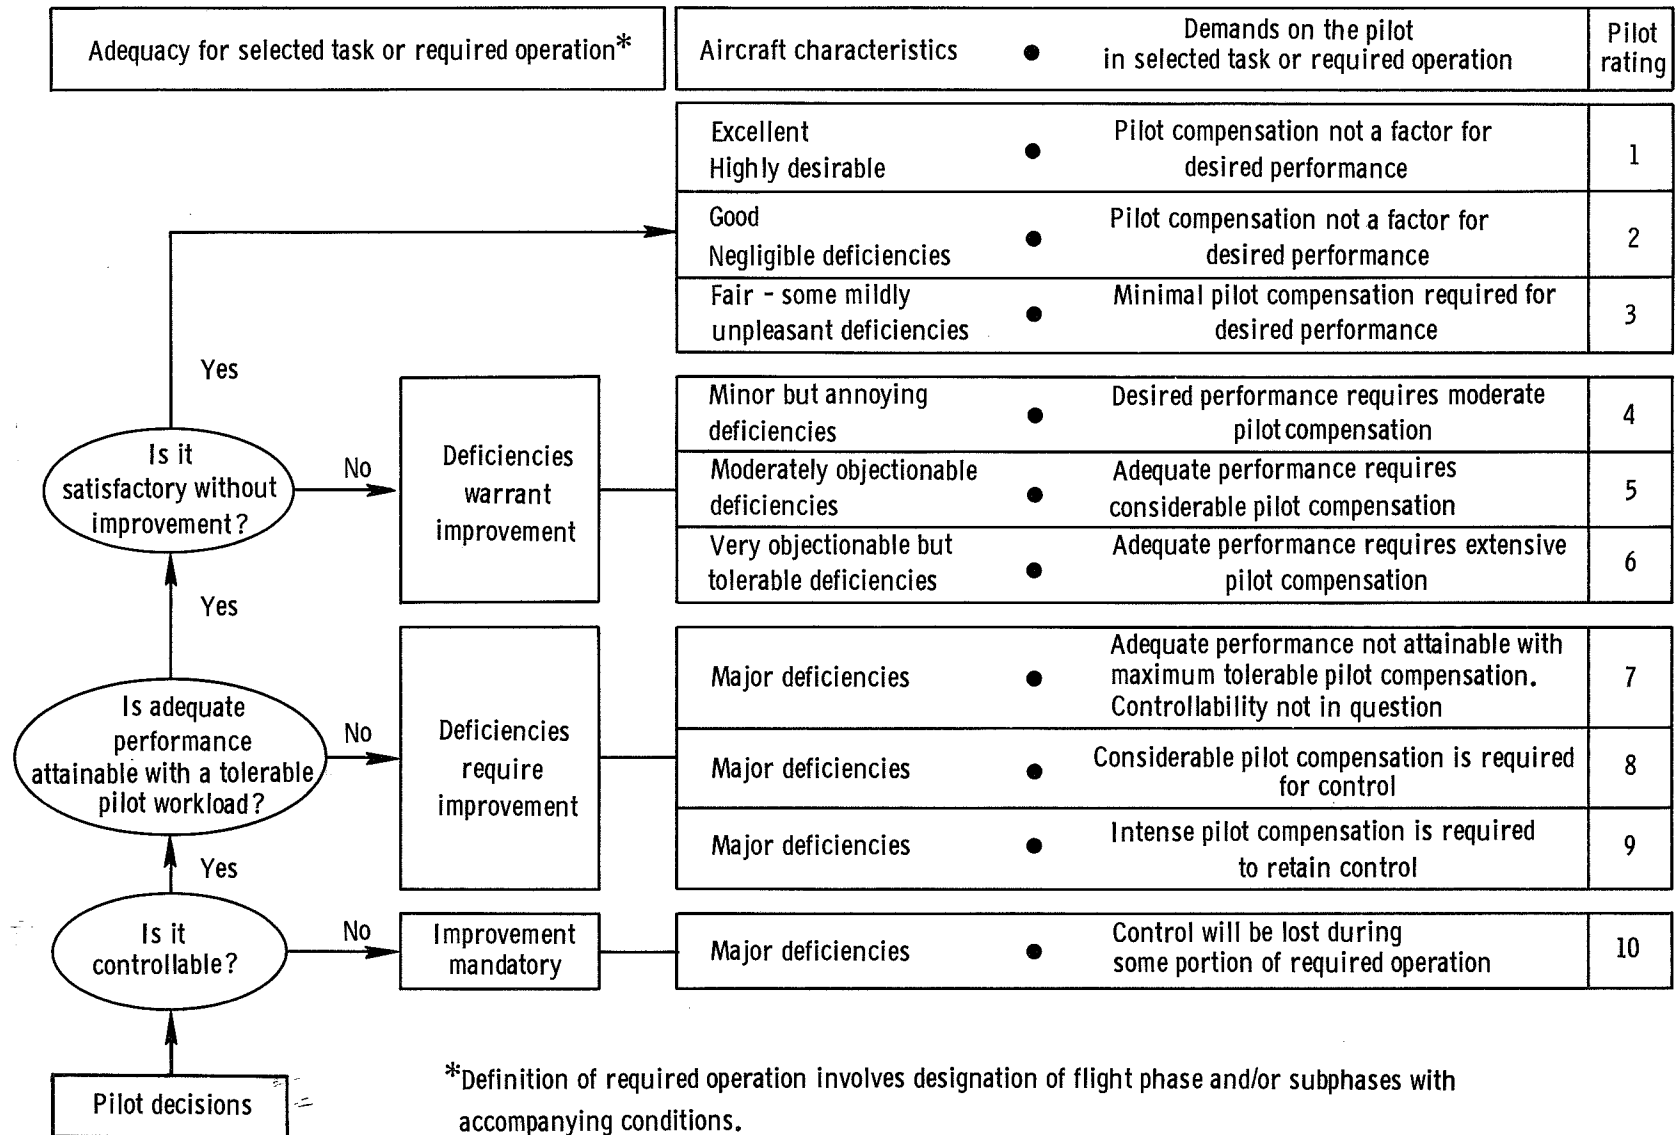 Adequacy for selected task or required operation*
Aircraft characteristics
●
Demands on the pilot
in selected task or required operation
Pilot
rating
Excellent
Highly desirable
●
Pilot compensation not a factor for
desired performance
1
Good
Negligible deficiencies
●
Pilot compensation not a factor for
desired performance
2
Fair - some mildly
unpleasant deficiencies
●
Minimal pilot compensation required for
desired performance
3
Yes
Is it
satisfactory without
improvement?
No
Deficiencies
warrant
improvement
Minor but annoying
deficiencies
●
Desired performance requires moderate
pilot compensation
4
Moderately objectionable
deficiencies
●
Adequate performance requires
considerable pilot compensation
5
Very objectionable but
tolerable deficiencies
●
Adequate performance requires extensive
pilot compensation
6
Yes
Is adequate
performance
attainable with a tolerable
pilot workload?
No
Deficiencies
require
improvement
Major deficiencies
●
Adequate performance not attainable with
maximum tolerable pilot compensation.
Controllability not in question
7
Major deficiencies
●
Considerable pilot compensation is required
for control
8
Major deficiencies
●
Intense pilot compensation is required
to retain control
9
Yes
Is it
controllable?
No
Improvement
mandatory
Major deficiencies
●
Control will be lost during
some portion of required operation
10
Pilot decisions
*Definition of required operation involves designation of flight phase and/or subphases with
accompanying conditions.